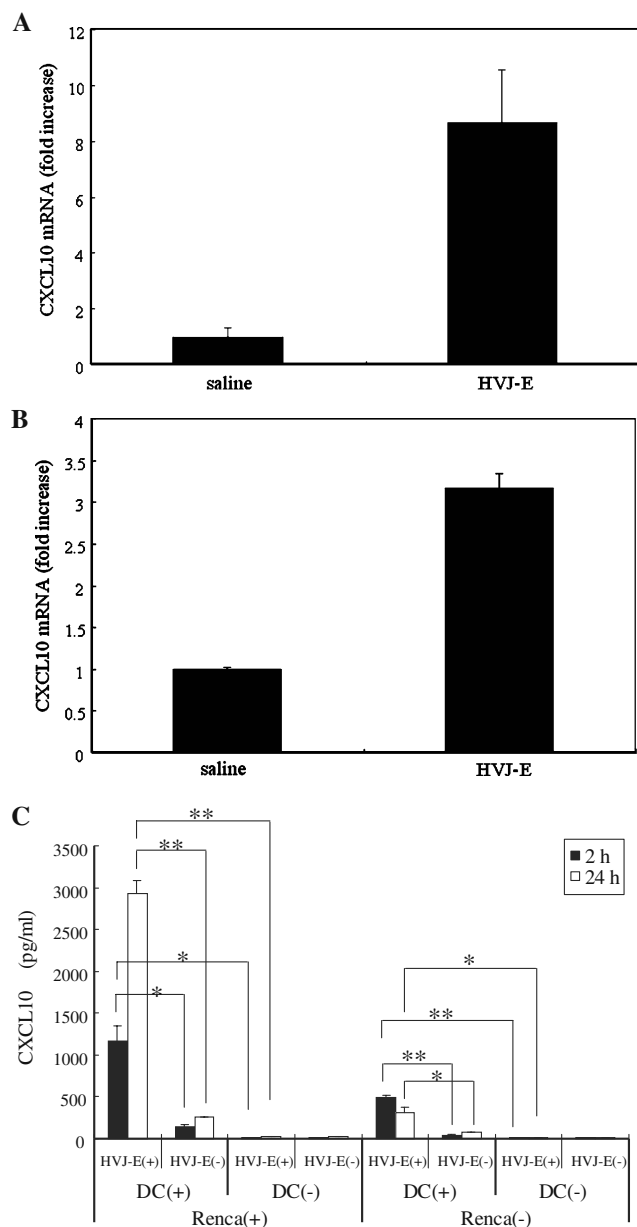 A
CXCL10 mRNA (fold increase)
12
10
8
6
4
2
0
saline HVJ-E
B
CXCL10 mRNA (fold increase)
4
3.5
3
2.5
2
1.5
1
0.5
0
saline HVJ-E
C
CXCL10 (pg/ml)
3500
3000
2500
2000
1500
1000
500
0
**
**
*
*
*
**
**
*
2 h
24 h
HVJ-E(+) HVJ-E(-) HVJ-E(+) HVJ-E(-) HVJ-E(+) HVJ-E(-) HVJ-E(+) HVJ-E(-)
DC(+) DC(-) DC(+) DC(-)
Renca(+) Renca(-)